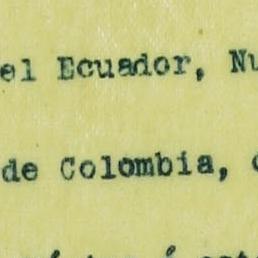 el Ecuador, Nu
de Colombia,